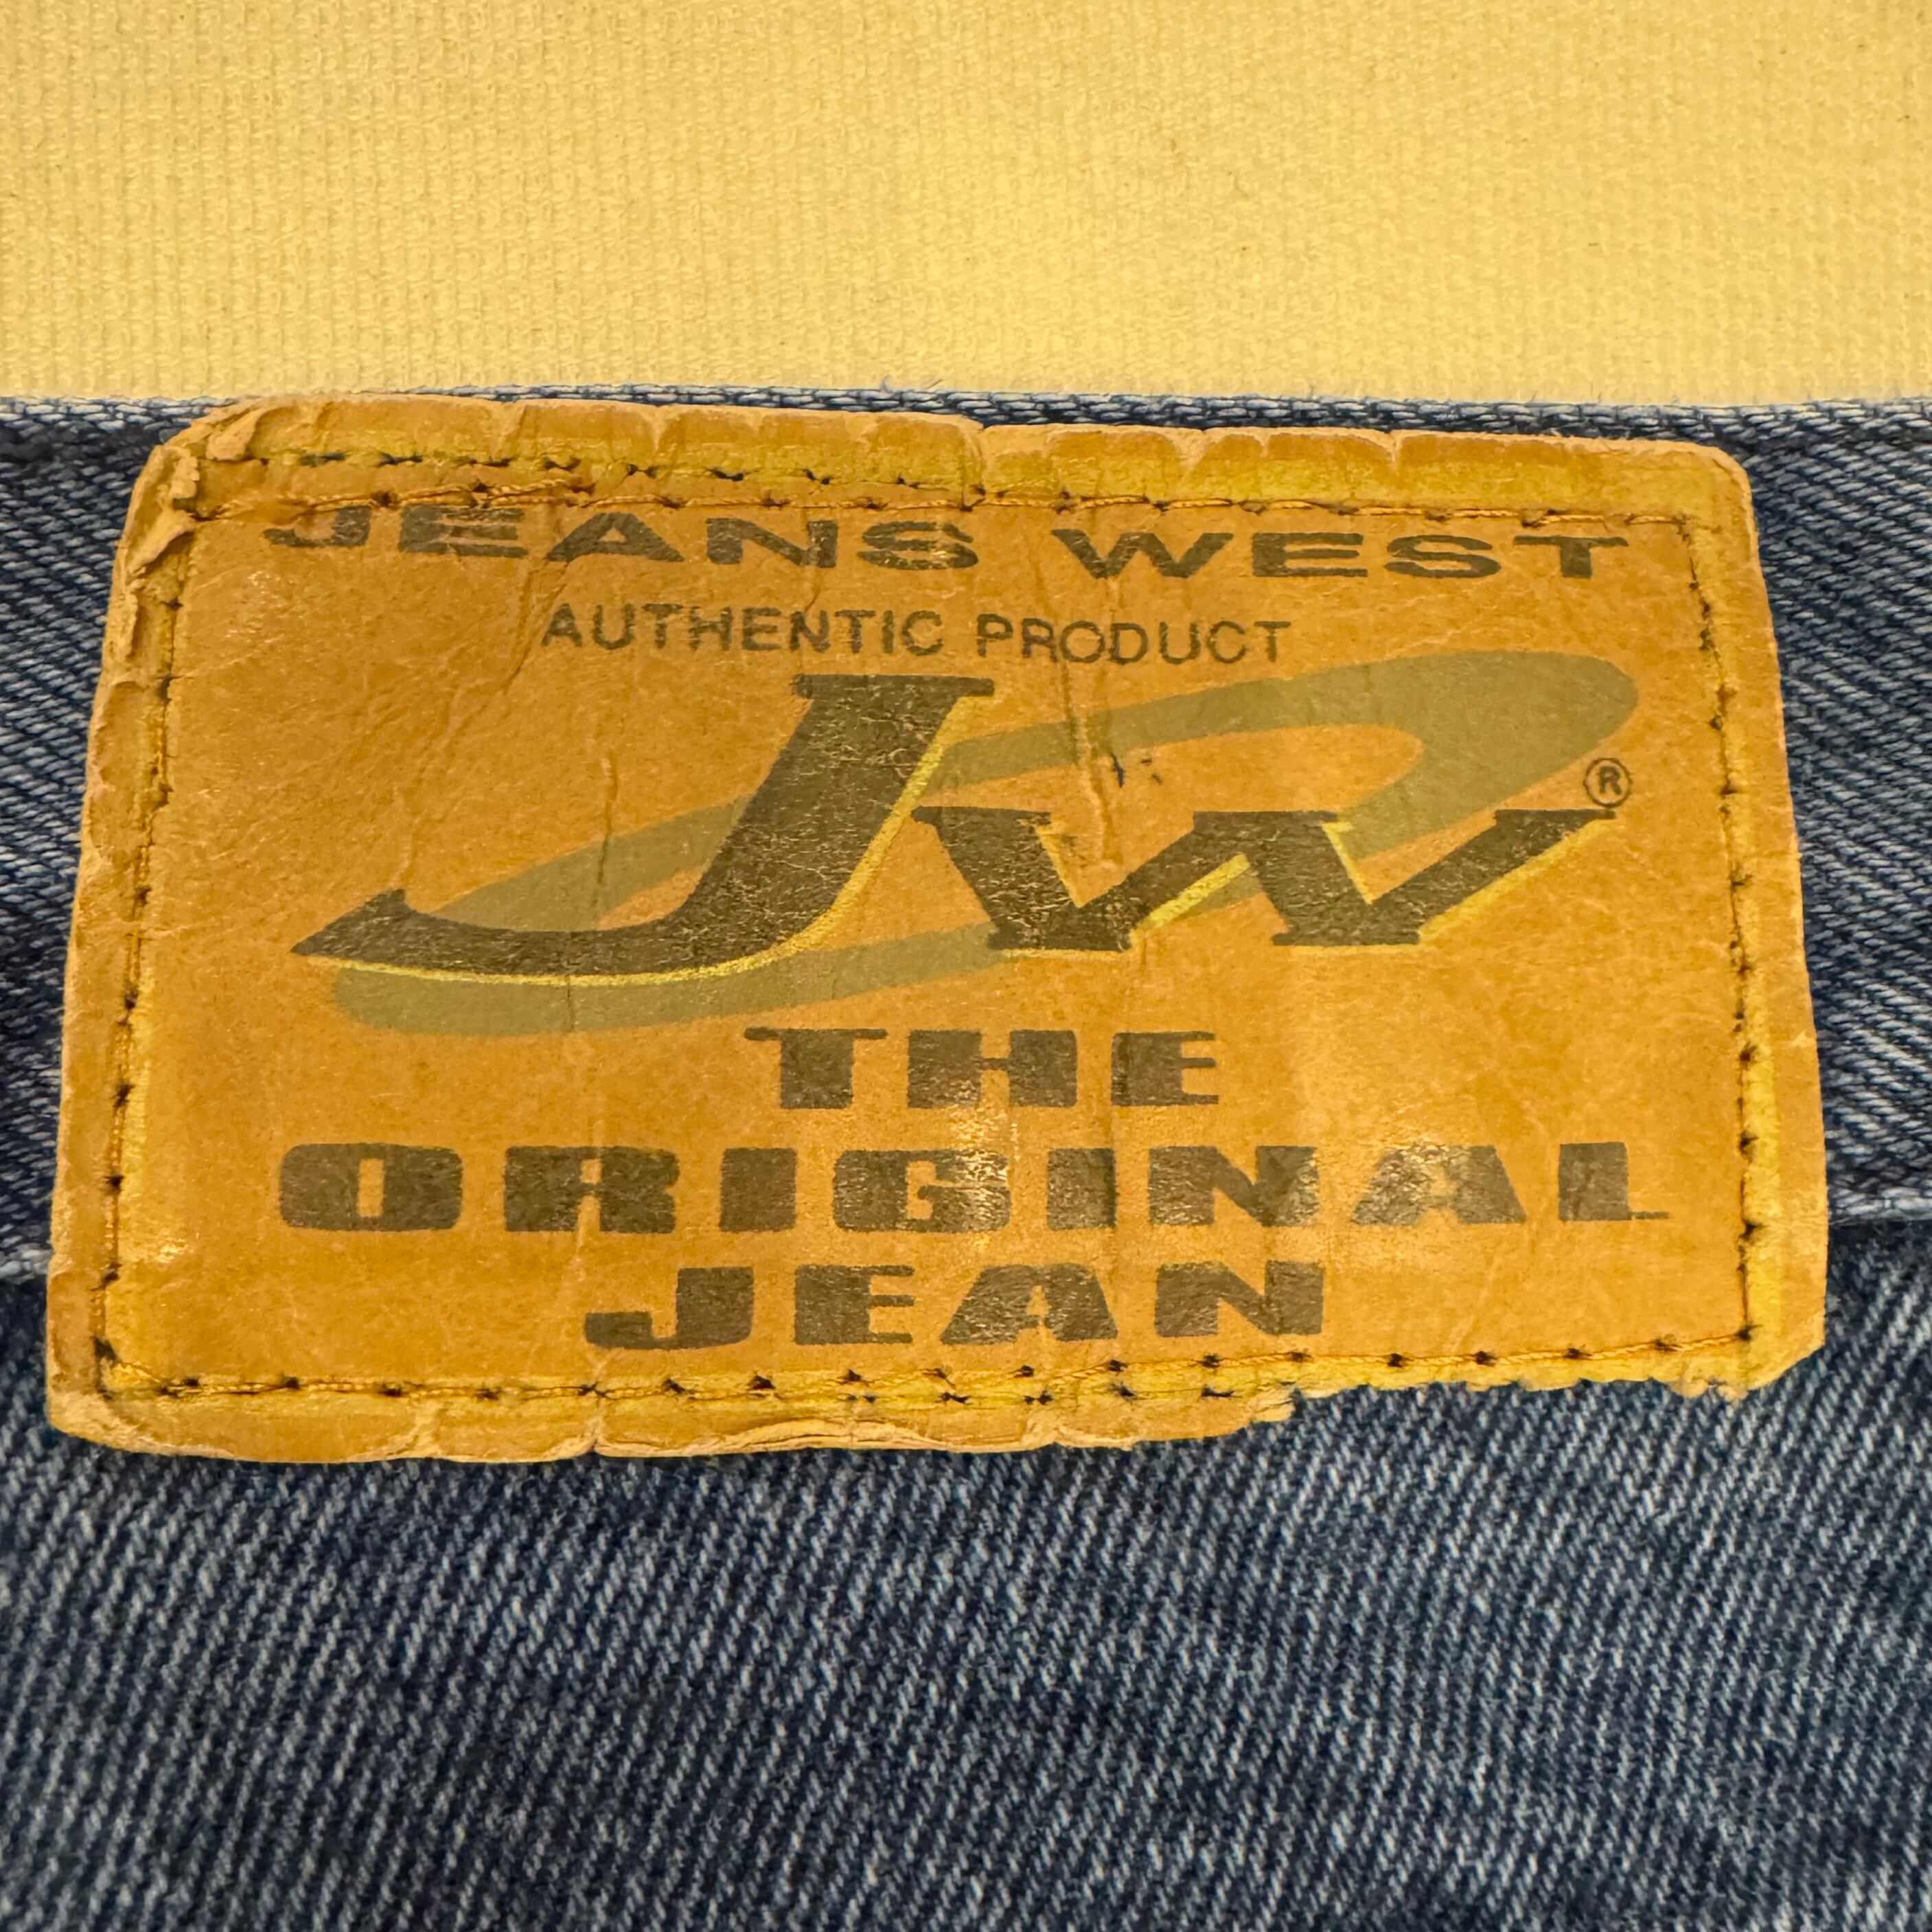 JEANS WEST
AUTHENTIC PRODUCT
Jw®
THE
ORIGINAL
JEAN